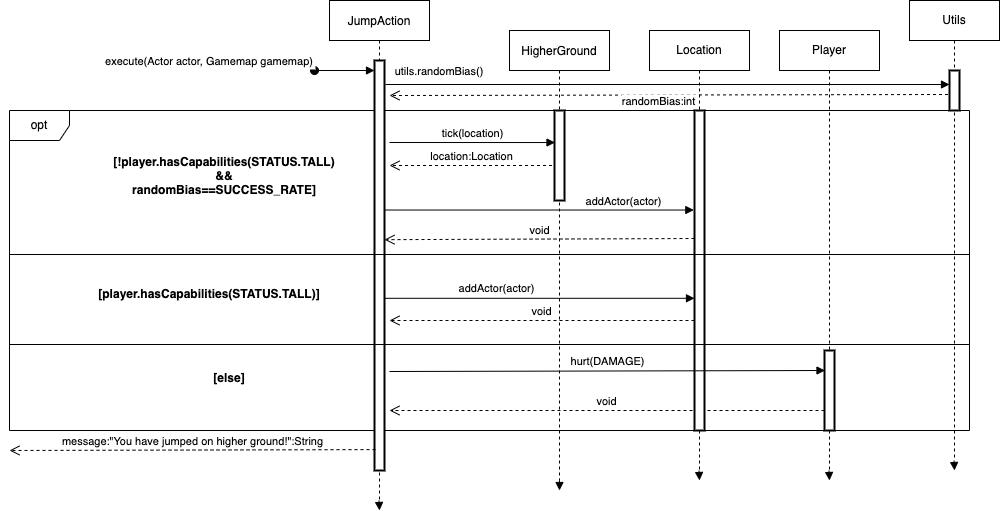 JumpAction
Utils
HigherGround
Location
Player
execute(Actor actor, Gamemap gamemap)
utils.randomBias()
randomBias:int
opt
tick(location)
[!player.hasCapabilities(STATUS.TALL)
&&
randomBias==SUCCESS_RATE]
location:Location
addActor(actor)
void
[player.hasCapabilities(STATUS.TALL)]
addActor(actor)
void
hurt(DAMAGE)
[else]
void
message:"You have jumped on higher ground!":String